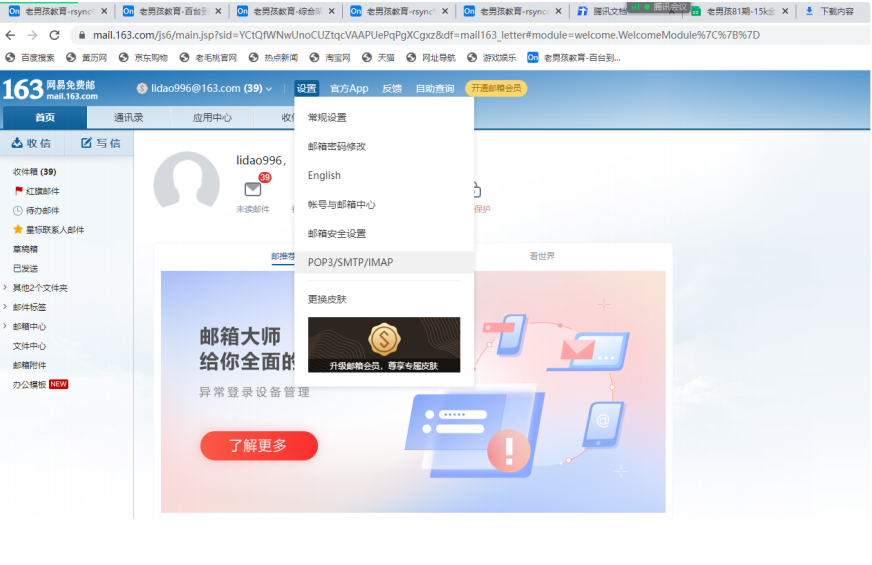 On 老男孩教育-rsync
On 老男孩教育-百台到
On 老男孩教育-综合架
On 老男孩教育-rsync
On 老男孩教育-rsync
腾讯文档
腾讯会议
老男孩81期-15k金
下载内容
mail.163.com/js6/main.jsp?sid=YCtQfWNwUnoCUZtqcVAAPUePqPgXCgxz&df=mail163_letter#module=welcome.WelcomeModule%7C%7B%7D
百度搜索 黄历网 京东购物 老毛桃官网 热点新闻 淘宝网 天猫 网址导航 游戏娱乐 On 老男孩教育-百台到...
163 网易免费邮 mail.163.com
lidao996@163.com (39) 设置 官方App 反馈 自助查询 开通邮箱会员
首页 通讯录 应用中心 收
收信 写信
常规设置
邮箱密码修改
English
帐号与邮箱中心
邮箱安全设置
POP3/SMTP/IMAP
更换皮肤
升级邮箱会员，尊享专属皮肤
收件箱 (39)
红旗邮件
待办邮件
星标联系人邮件
草稿箱
已发送
其他2个文件夹
邮件标签
邮箱中心
文件中心
邮箱附件
办公模板 NEW
lidao996,
39
未读邮件
保护
邮推荐
看世界
邮箱大师
给你全面的
异常登录设备管理
了解更多